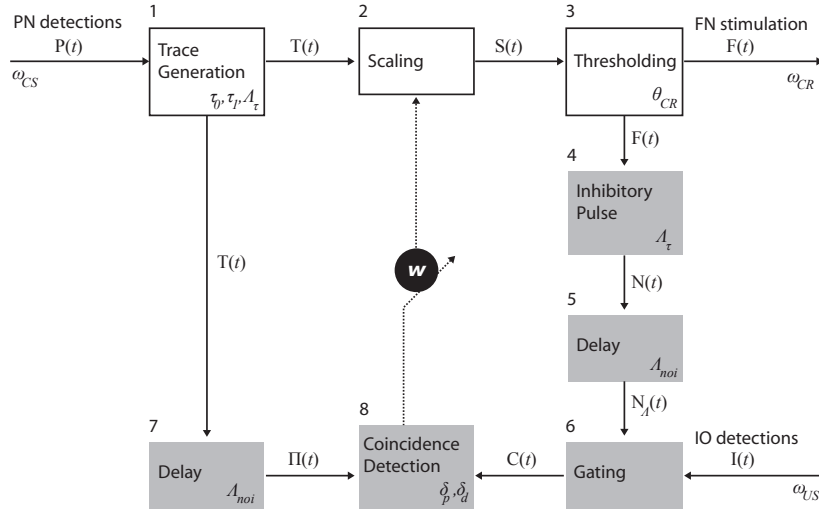 PN detections
P(t)
ω_CS
1
Trace
Generation
τ_0, τ_1, Λ_τ
T(t)
2
Scaling
S(t)
3
Thresholding
θ_CR
FN stimulation
F(t)
ω_CR
F(t)
4
Inhibitory
Pulse
Λ_τ
T(t)
w
N(t)
5
Delay
Λ_noi
N_Λ(t)
7
Delay
Λ_noi
Π(t)
8
Coincidence
Detection
δ_p, δ_d
C(t)
6
Gating
IO detections
I(t)
ω_US